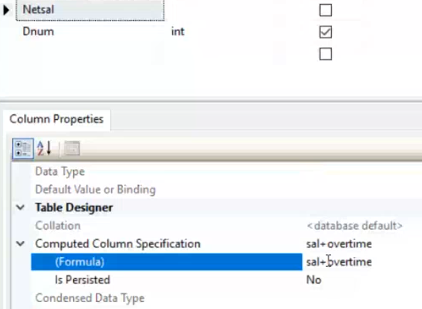 Netsal
Dnum int
Column Properties
Data Type
Default Value or Binding
Table Designer
Collation <database default>
Computed Column Specification sal+overtime
(Formula) sal+overtime
Is Persisted No
Condensed Data Type